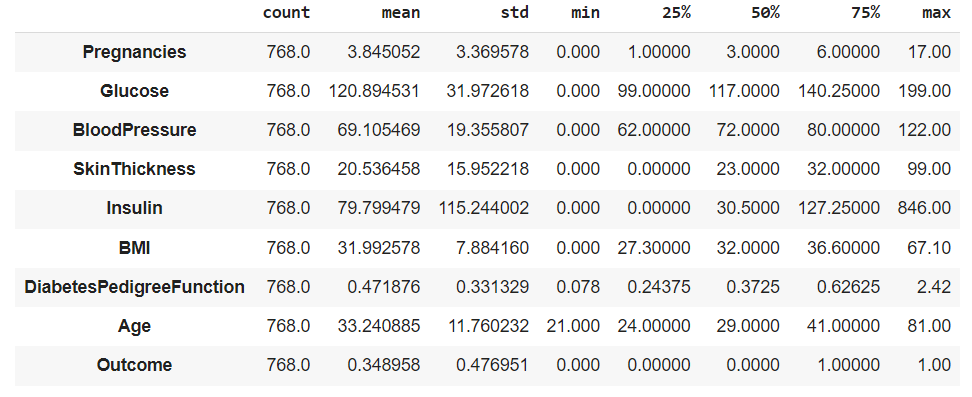 count mean std min 25% 50% 75% max
Pregnancies 768.0 3.845052 3.369578 0.000 1.00000 3.0000 6.00000 17.00
Glucose 768.0 120.894531 31.972618 0.000 99.00000 117.0000 140.25000 199.00
BloodPressure 768.0 69.105469 19.355807 0.000 62.00000 72.0000 80.00000 122.00
SkinThickness 768.0 20.536458 15.952218 0.000 0.00000 23.0000 32.00000 99.00
Insulin 768.0 79.799479 115.244002 0.000 0.00000 30.5000 127.25000 846.00
BMI 768.0 31.992578 7.884160 0.000 27.30000 32.0000 36.60000 67.10
DiabetesPedigreeFunction 768.0 0.471876 0.331329 0.078 0.24375 0.3725 0.62625 2.42
Age 768.0 33.240885 11.760232 21.000 24.00000 29.0000 41.00000 81.00
Outcome 768.0 0.348958 0.476951 0.000 0.00000 0.0000 1.00000 1.00